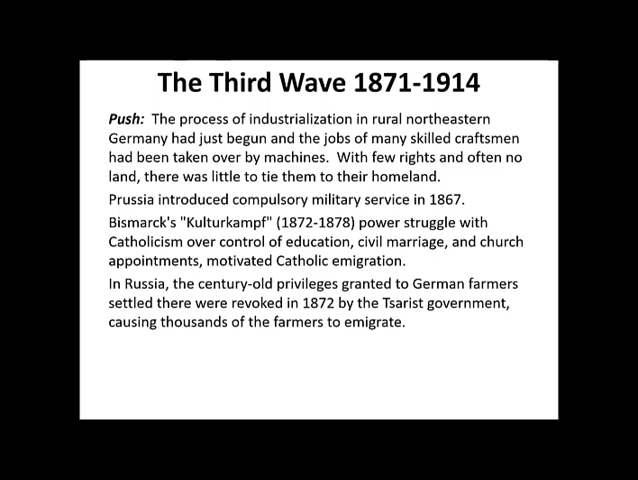 The Third Wave 1871-1914
Push: The process of industrialization in rural northeastern
Germany had just begun and the jobs of many skilled craftsmen
had been taken over by machines. With few rights and often no
land, there was little to tie them to their homeland.
Prussia introduced compulsory military service in 1867.
Bismarck's "Kulturkampf" (1872-1878) power struggle with
Catholicism over control of education, civil marriage, and church
appointments, motivated Catholic emigration.
In Russia, the century-old privileges granted to German farmers
settled there were revoked in 1872 by the Tsarist government,
causing thousands of the farmers to emigrate.